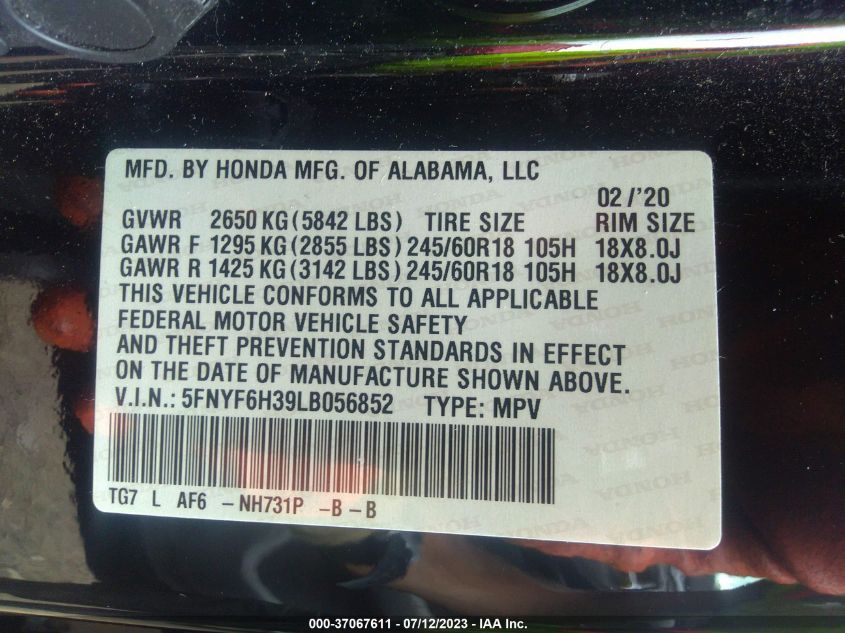 MFD. BY HONDA MFG. OF ALABAMA, LLC
02 /'20
GVWR 2650 KG (5842 LBS) TIRE SIZE RIM SIZE
GAWR F 1295 KG (2855 LBS) 245/60R18 105H 18X8.0J
GAWR R 1425 KG (3142 LBS) 245/60R18 105H 18X8.0J
THIS VEHICLE CONFORMS TO ALL APPLICABLE
FEDERAL MOTOR VEHICLE SAFETY
AND THEFT PREVENTION STANDARDS IN EFFECT
ON THE DATE OF MANUFACTURE SHOWN ABOVE.
V.I.N.: 5FNYF6H39LB056852 TYPE: MPV
TG7 L AF6 -NH731P -B-B
000-37067611 - 07/12/2023 - IAA Inc.